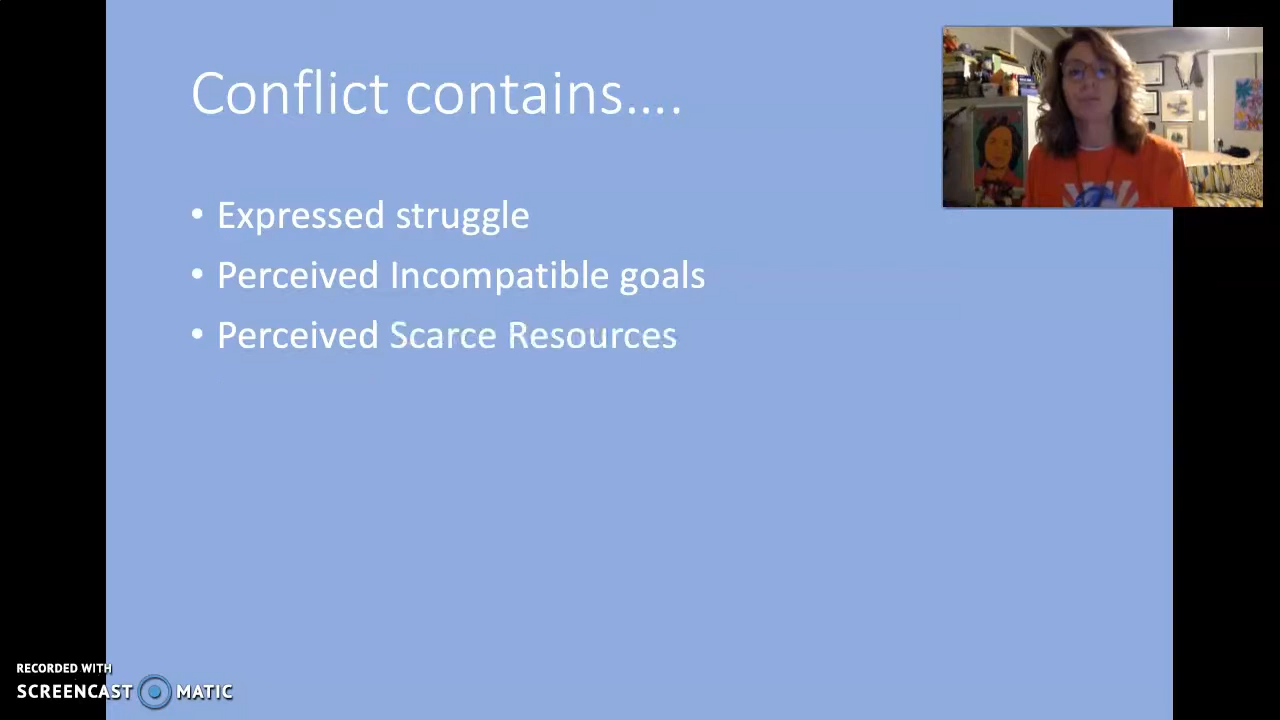 Conflict contains….
• Expressed struggle
• Perceived Incompatible goals
• Perceived Scarce Resources
RECORDED WITH
SCREENCAST MATIC